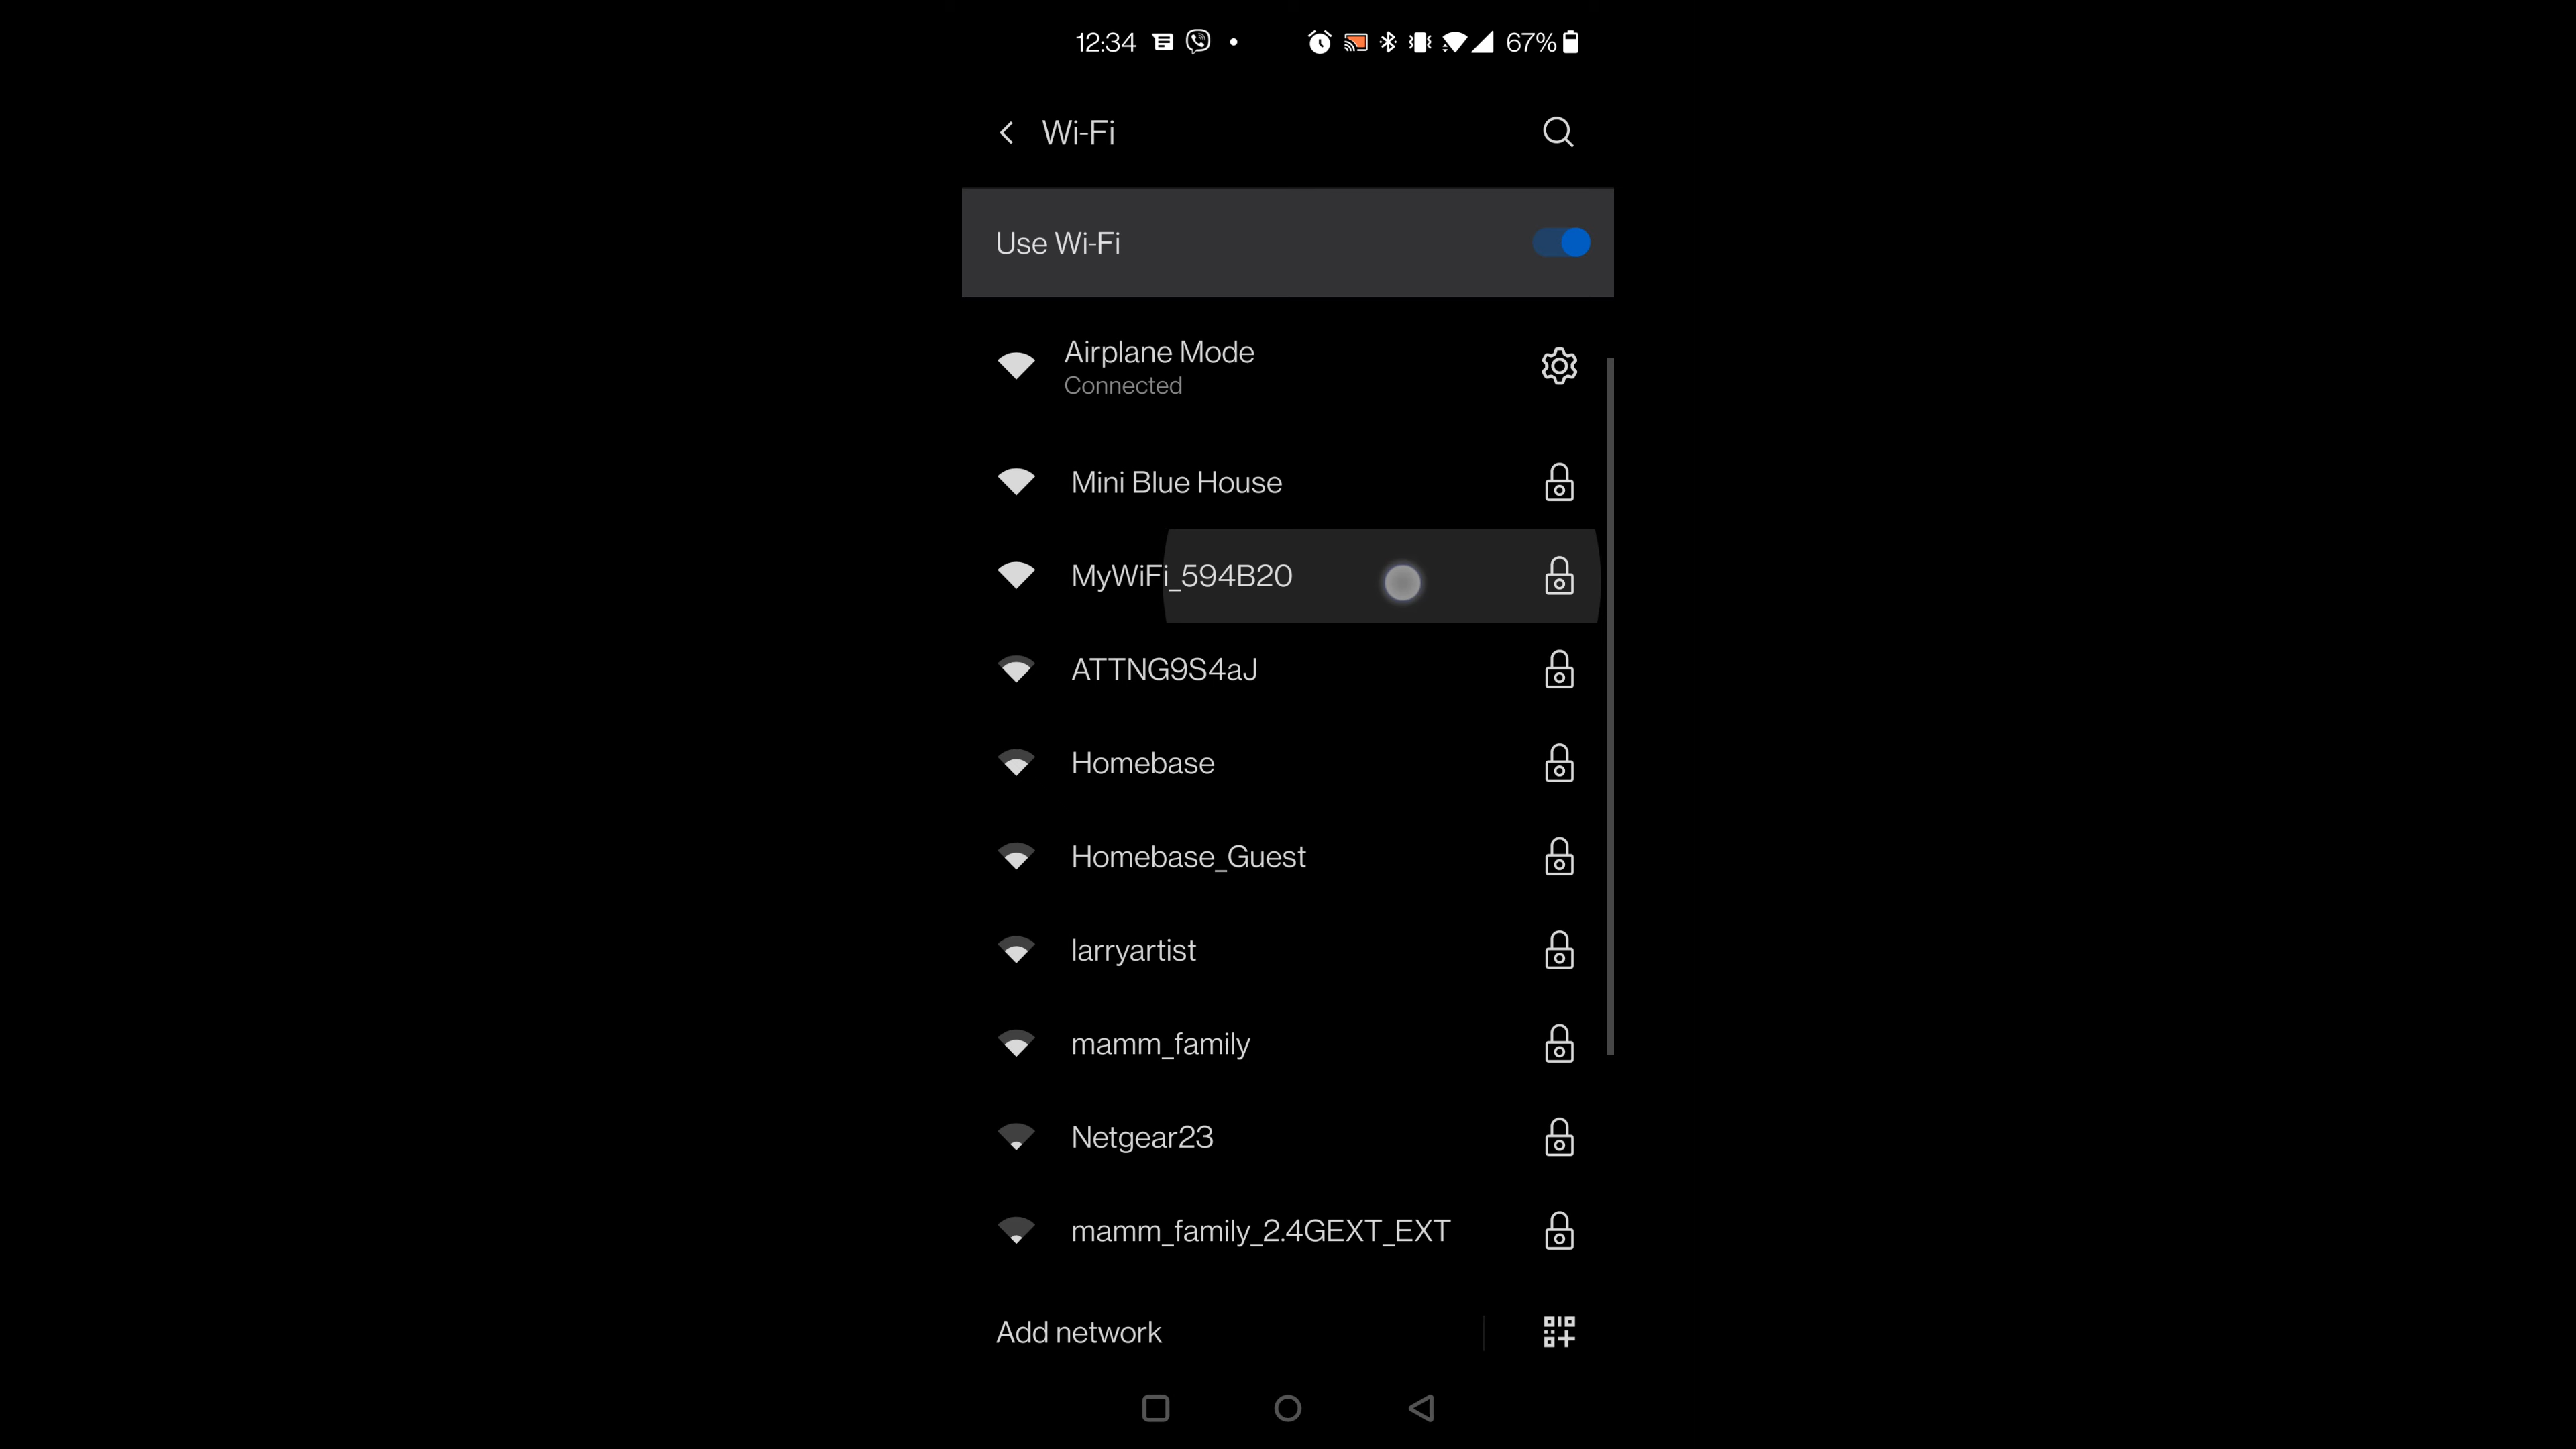 12:34
67%
Wi-Fi
Use Wi-Fi
Airplane Mode
Connected
Mini Blue House
MyWiFi_594B20
ATTNG9S4aJ
Homebase
Homebase_Guest
larryartist
mamm_family
Netgear23
mamm_family_2.4GEXT_EXT
Add network